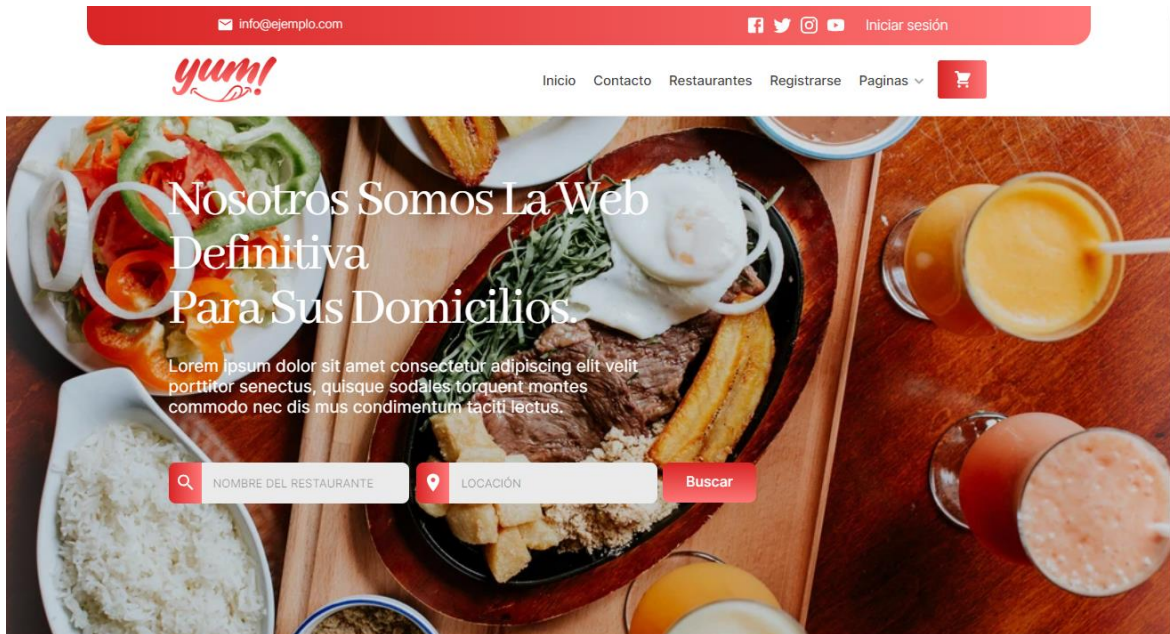 info@ejemplo.com
Iniciar sesión
yum!
Inicio Contacto Restaurantes Registrarse Paginas
Nosotros Somos La Web
Definitiva
Para Sus Domicilios.
Lorem ipsum dolor sit amet consectetur adipiscing elit velit
porttitor senectus, quisque sodales torquent montes
commodo nec dis mus condimentum taciti lectus.
NOMBRE DEL RESTAURANTE LOCACIÓN Buscar